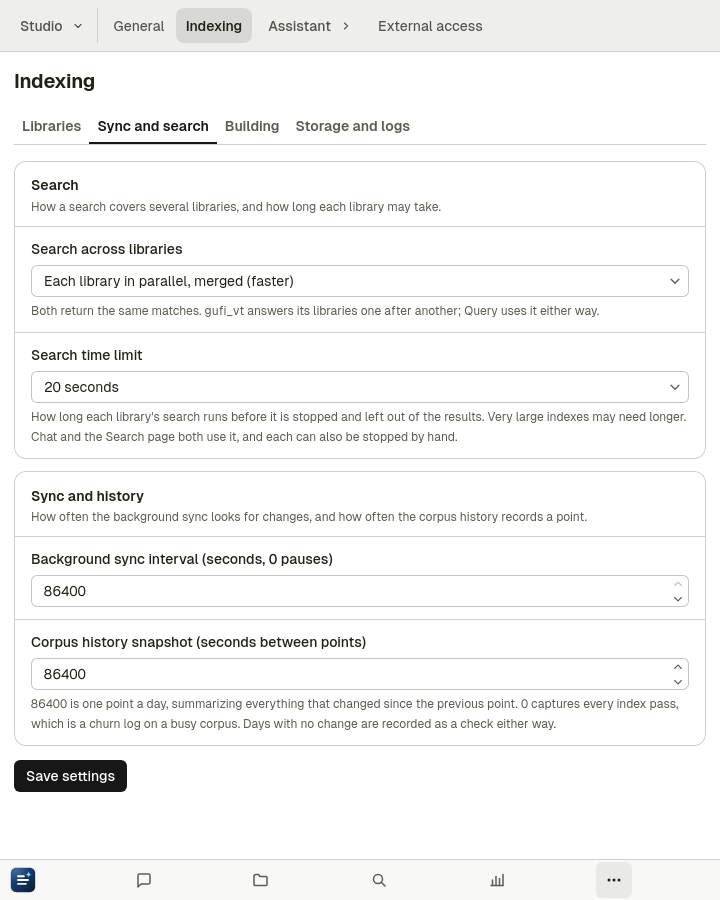 Studio
General
Indexing
Assistant
External access
Indexing
Libraries
Sync and search
Building
Storage and logs
Search
How a search covers several libraries, and how long each library may take.
Search across libraries
Each library in parallel, merged (faster)
Both return the same matches. gufi_vt answers its libraries one after another; Query uses it either way.
Search time limit
20 seconds
How long each library's search runs before it is stopped and left out of the results. Very large indexes may need longer.
Chat and the Search page both use it, and each can also be stopped by hand.
Sync and history
How often the background sync looks for changes, and how often the corpus history records a point.
Background sync interval (seconds, 0 pauses)
86400
Corpus history snapshot (seconds between points)
86400
86400 is one point a day, summarizing everything that changed since the previous point. 0 captures every index pass,
which is a churn log on a busy corpus. Days with no change are recorded as a check either way.
Save settings